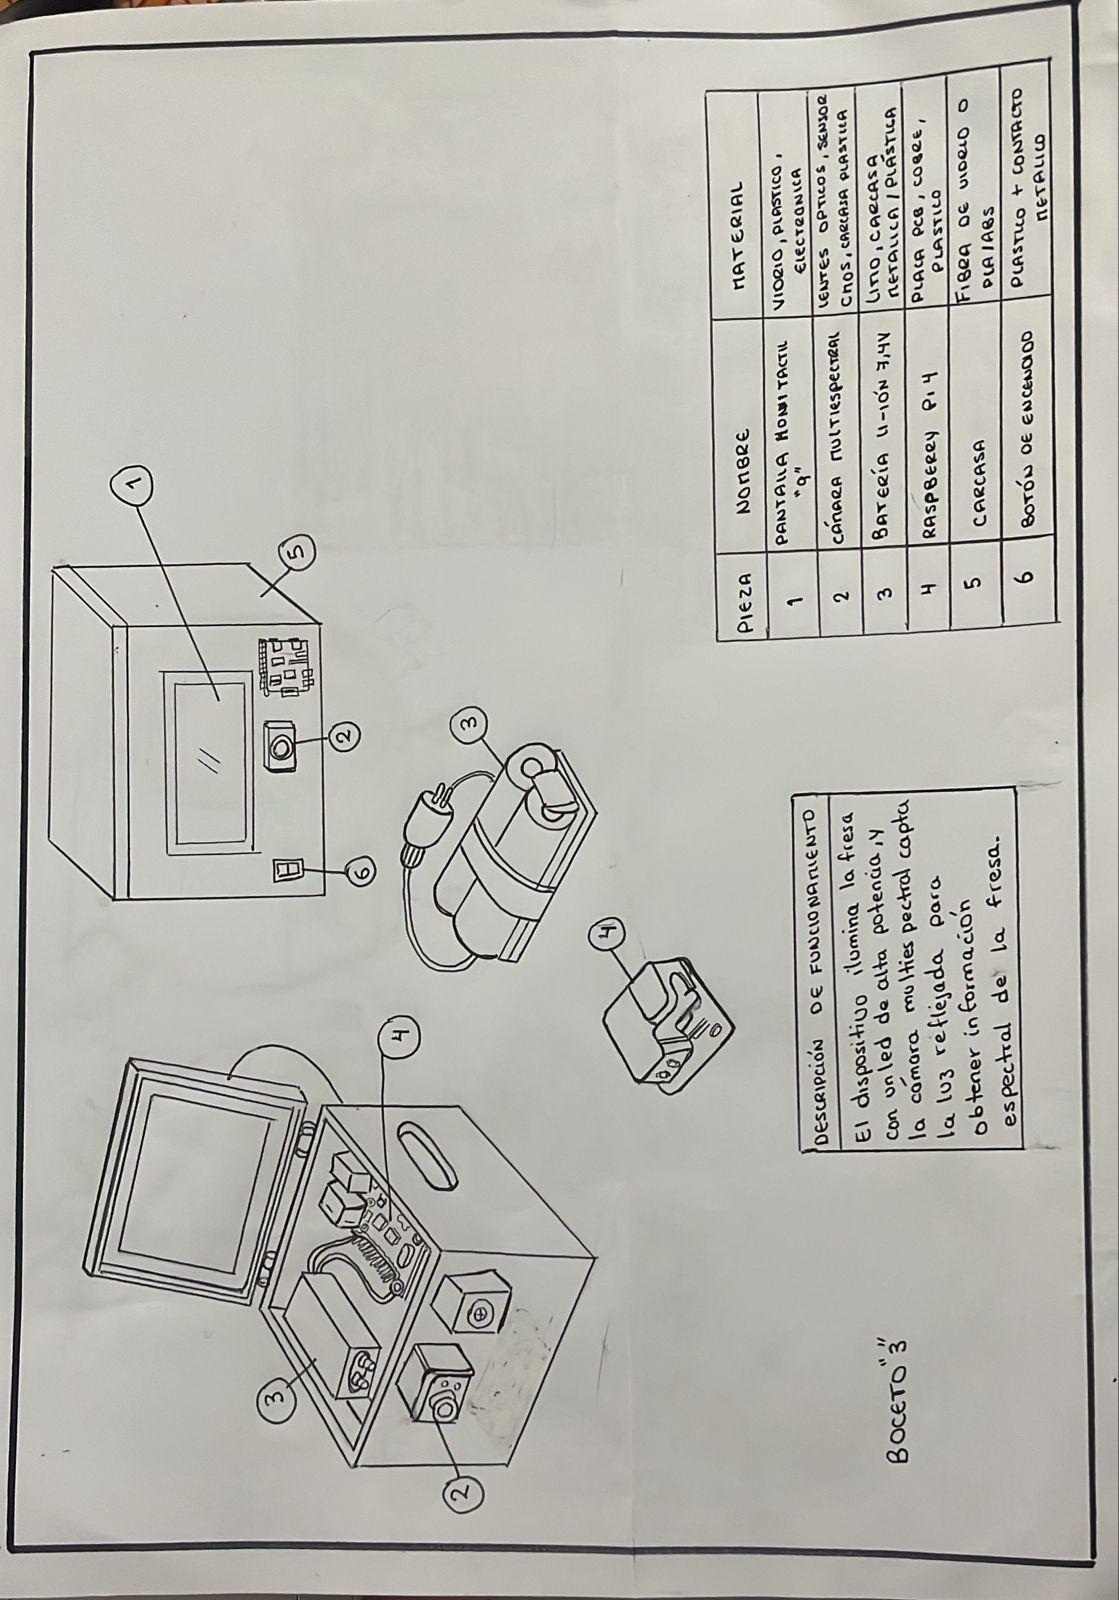 1
5
2
6
3
4
4
3
2
PIEZA NOMBRE MATERIAL
1 PANTALLA MONITACTIL VIDRIO, PLASTICO,
"9" ELECTRONICA
2 CÁMARA MULTIESPECTRAL LENTES OPTICOS, SENSOR
CMOS, CARCASA PLASTICA
3 BATERÍA LI-IÓN 7,4V LITIO, CARCASA
METALICA / PLÁSTICA
4 RASPBERRY PI 4 PLACA PCB, COBRE,
PLASTICO
5 CARCASA FIBRA DE VIDRIO O
PLA/ABS
6 BOTÓN DE ENCENDIDO PLASTICO + CONTACTO
METALICO
DESCRIPCIÓN DE FUNCIONAMIENTO
El dispositivo ilumina la fresa
con un led de alta potencia, y
la cámara multiespectral capta
la luz reflejada para
obtener información
espectral de la fresa.
BOCETO "3"